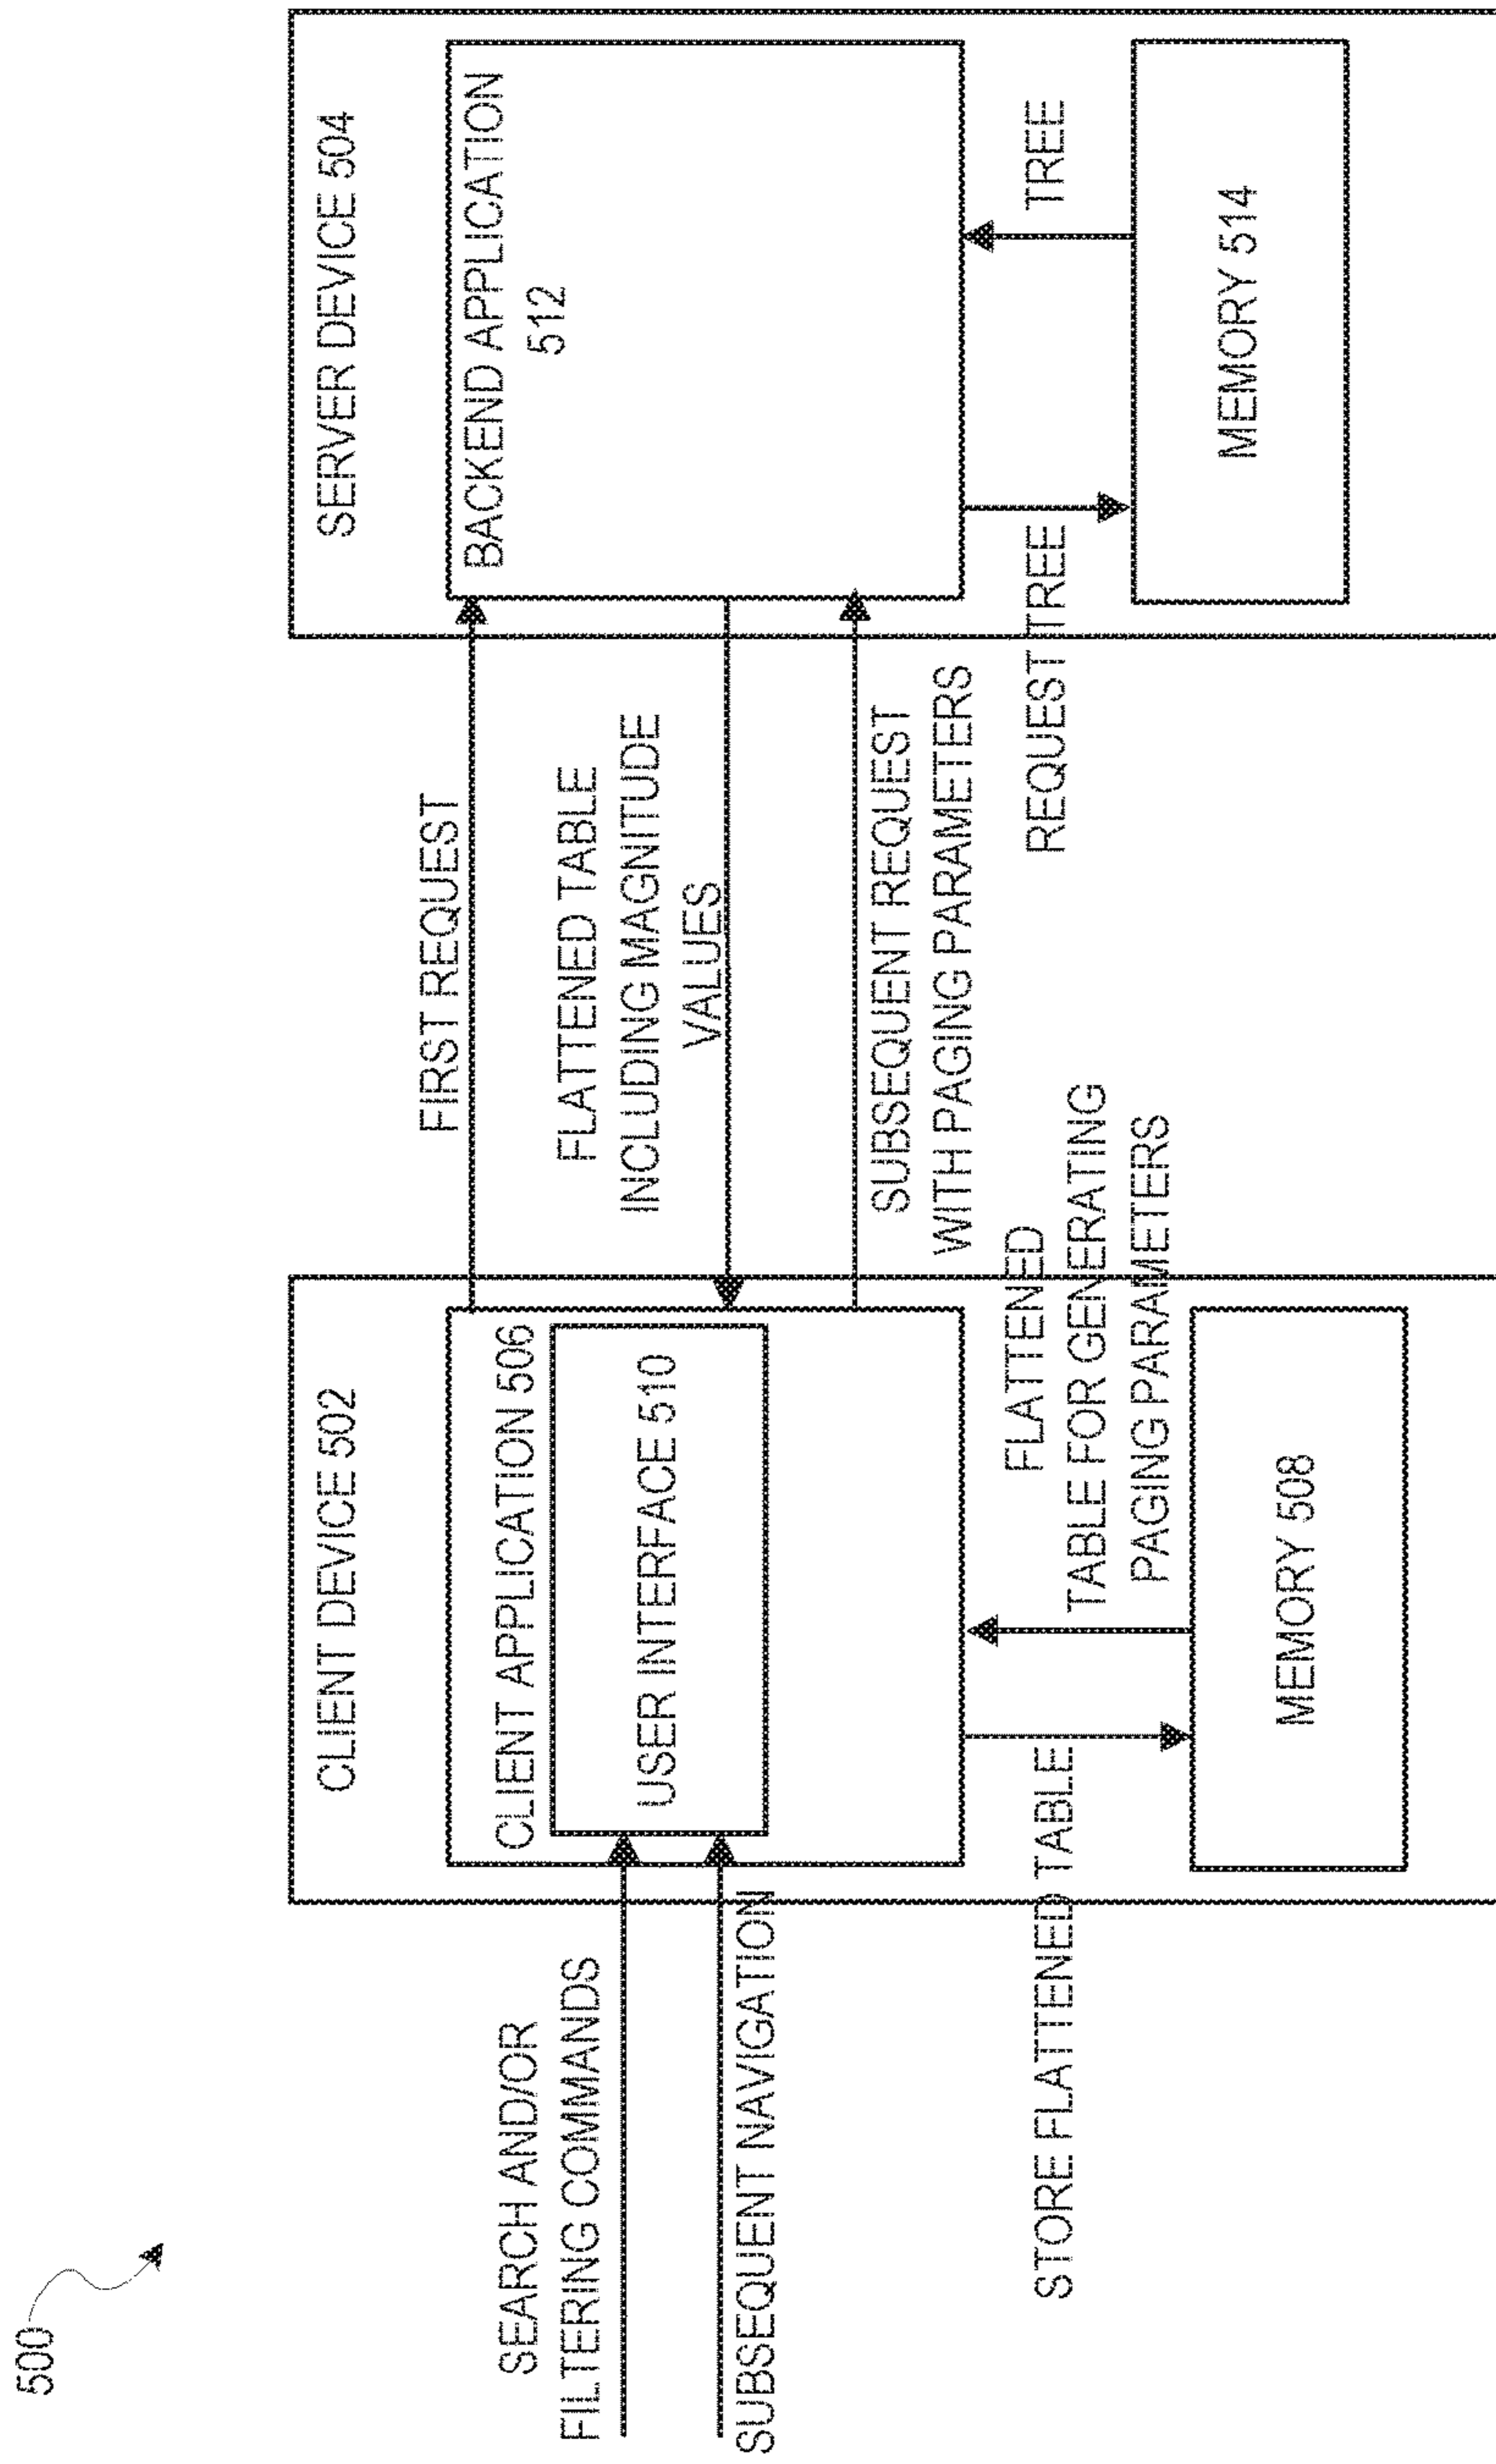 500
SEARCH AND/OR
FILTERING COMMANDS
SUBSEQUENT NAVIGATION
CLIENT DEVICE 502
CLIENT APPLICATION 506
USER INTERFACE 510
STORE FLATTENED TABLE
FLATTENED
TABLE FOR GENERATING
PAGING PARAMETERS
MEMORY 508
FIRST REQUEST
FLATTENED TABLE
INCLUDING MAGNITUDE
VALUES
SUBSEQUENT REQUEST
WITH PAGING PARAMETERS
SERVER DEVICE 504
BACKEND APPLICATION
512
REQUEST TREE
TREE
MEMORY 514